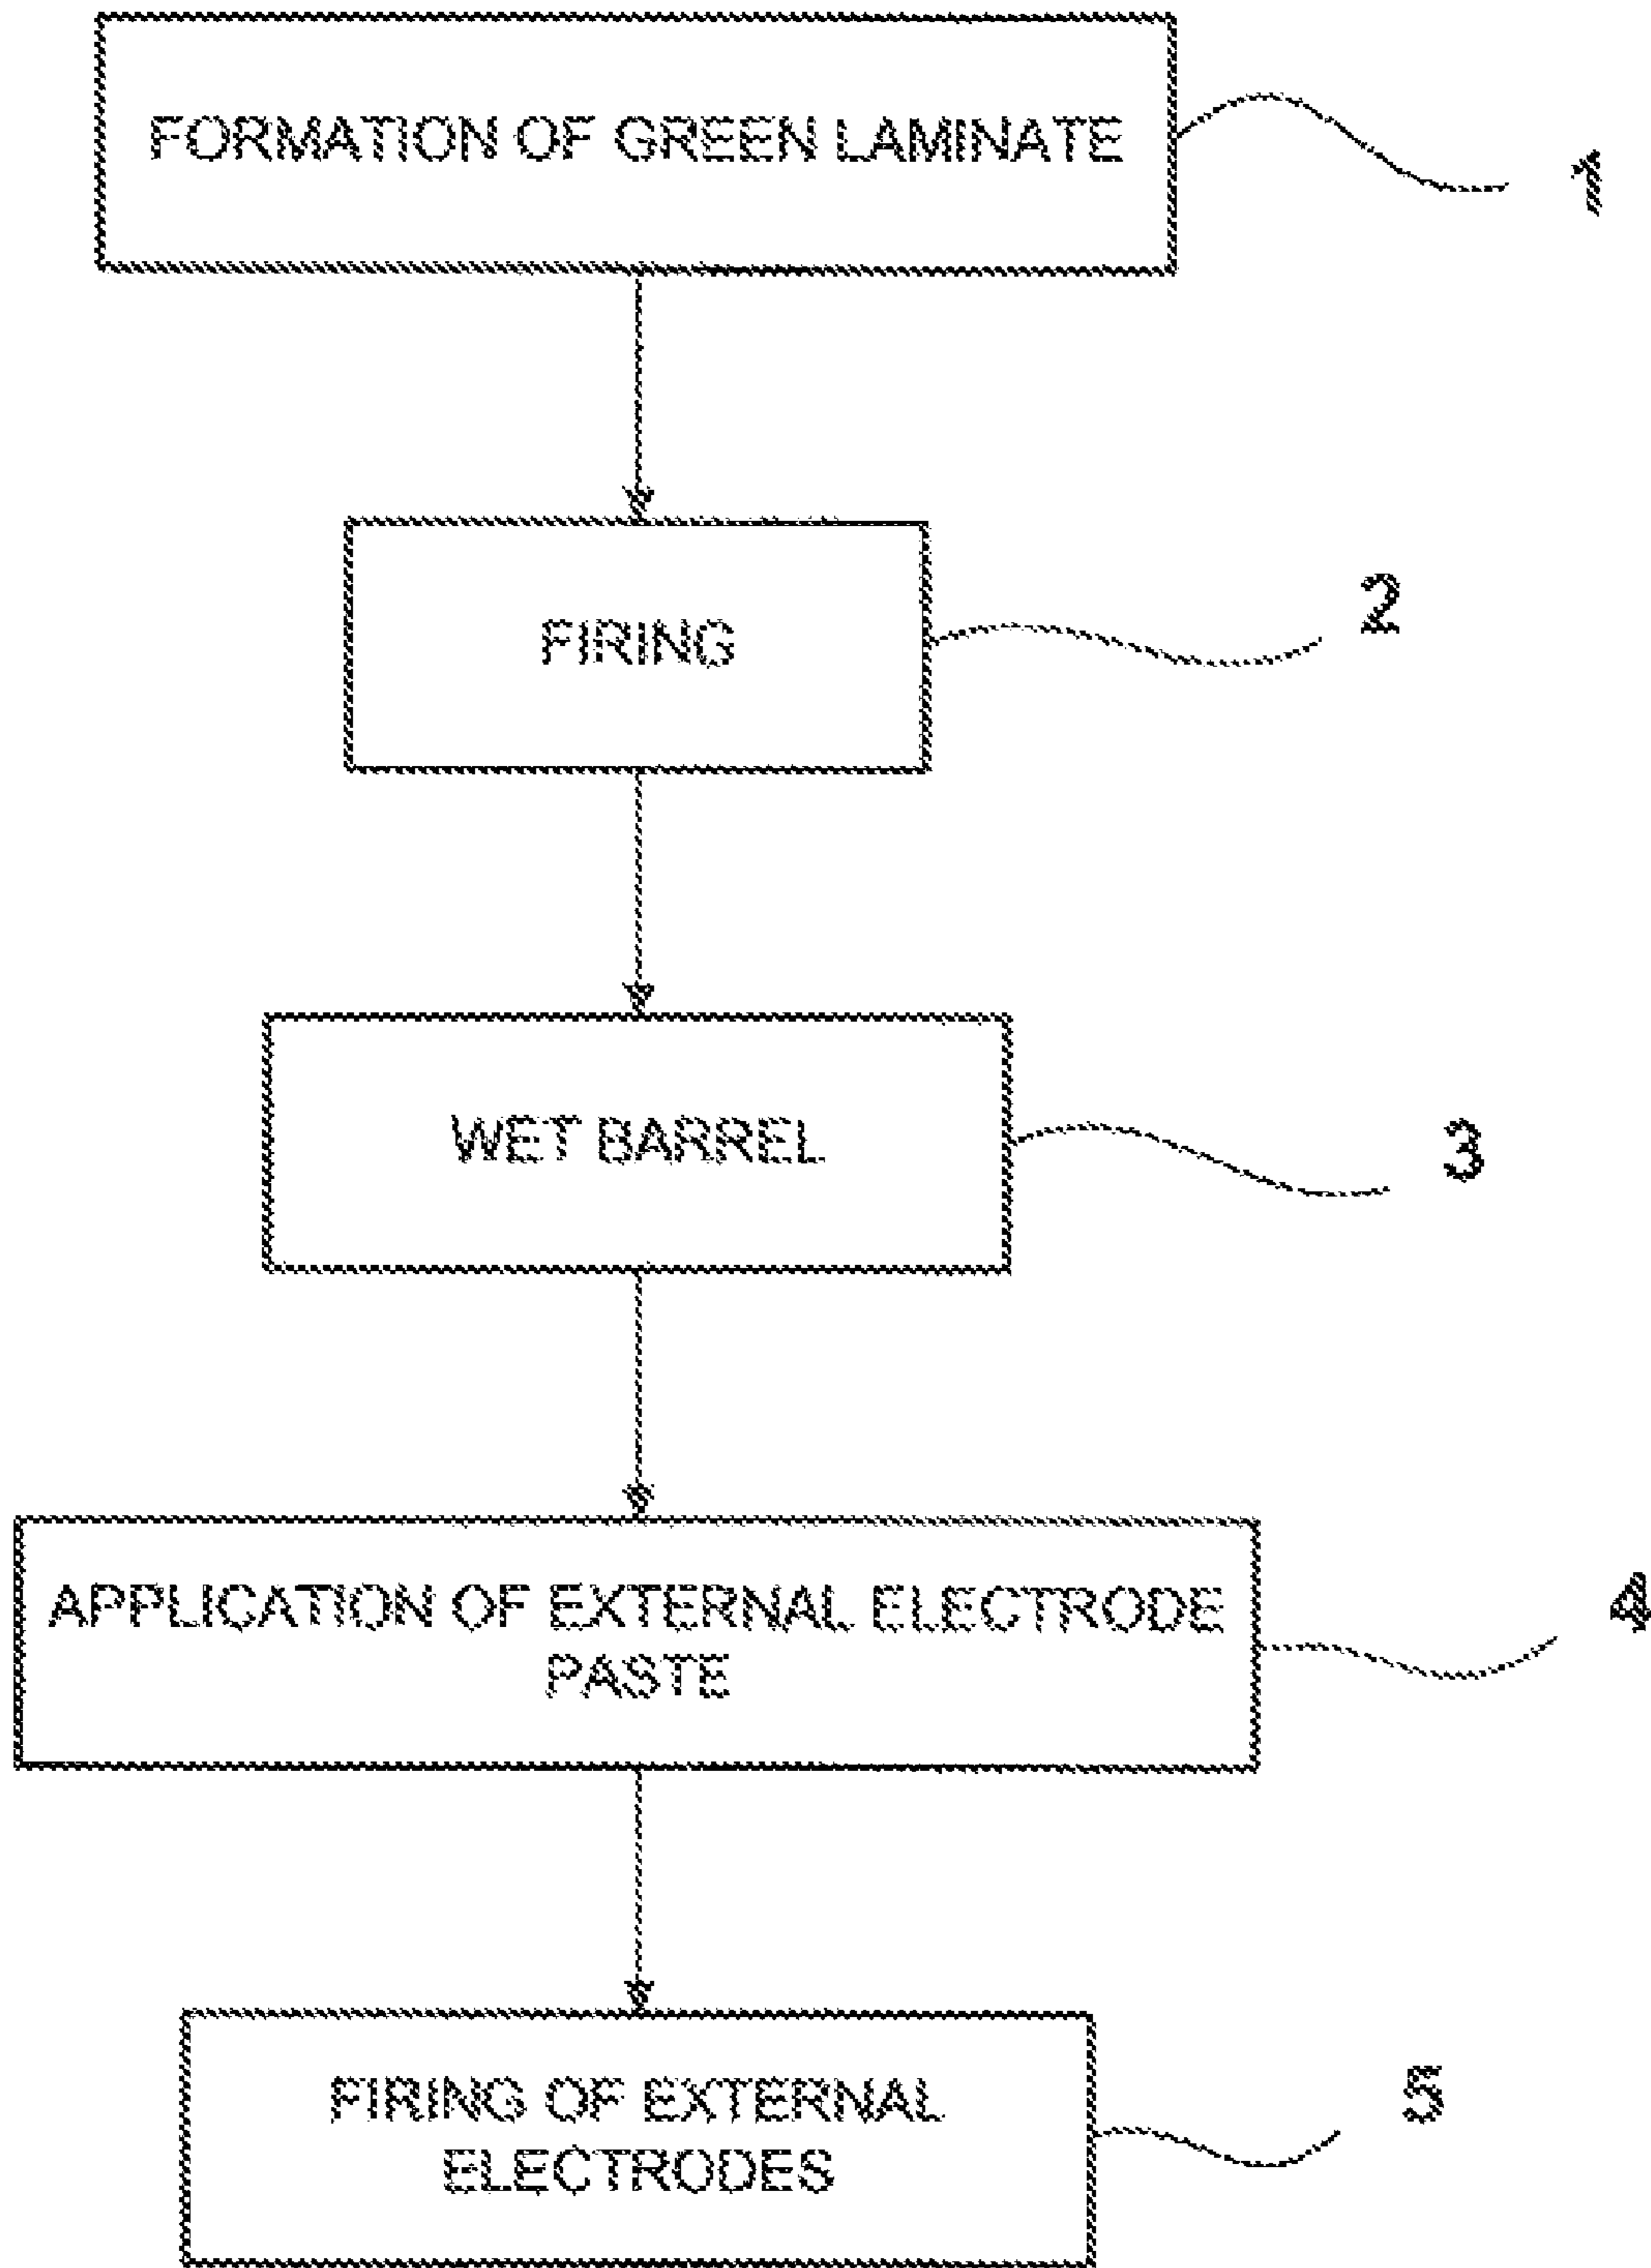 FORMATION OF GREEN LAMINATE
1
FIRING
2
WET BARREL
3
APPLICATION OF EXTERNAL ELECTRODE
PASTE
4
FIRING OF EXTERNAL
ELECTRODES
5